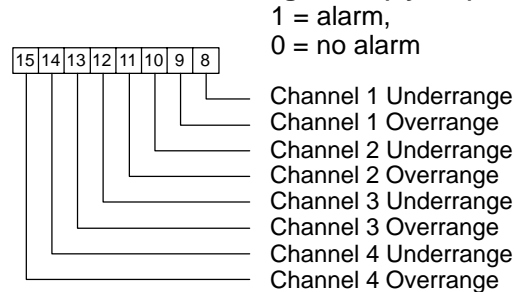 1 = alarm,
0 = no alarm
15 14 13 12 11 10 9 8
Channel 1 Underrange
Channel 1 Overrange
Channel 2 Underrange
Channel 2 Overrange
Channel 3 Underrange
Channel 3 Overrange
Channel 4 Underrange
Channel 4 Overrange